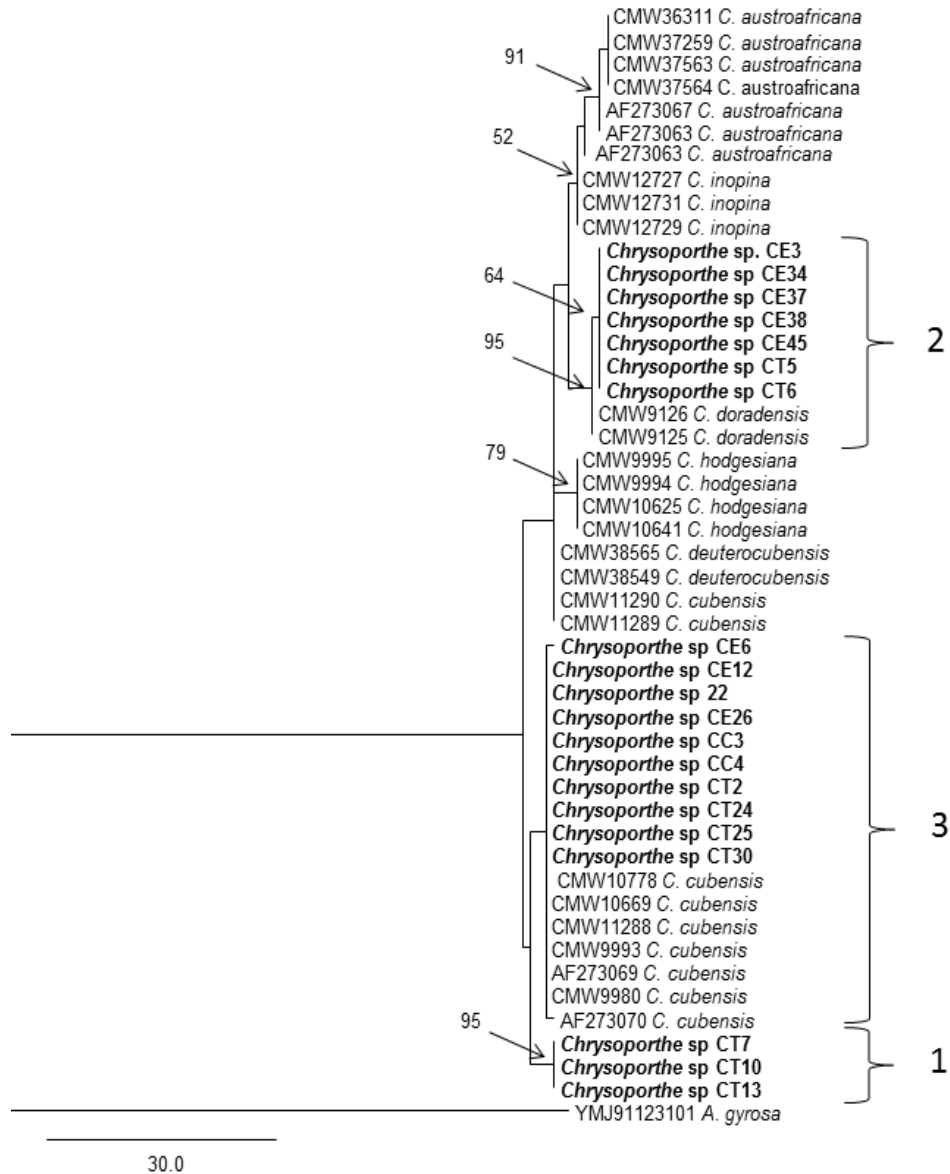 CMW36311 C. austroafricana
CMW37259 C. austroafricana
91
CMW37563 C. austroafricana
CMW37564 C. austroafricana
AF273067 C. austroafricana
AF273063 C. austroafricana
52
AF273063 C. austroafricana
CMW12727 C. inopina
CMW12731 C. inopina
CMW12729 C. inopina
Chrysoporthe sp. CE3
64
Chrysoporthe sp CE34
Chrysoporthe sp CE37
Chrysoporthe sp CE38
95
Chrysoporthe sp CE45
2
Chrysoporthe sp CT5
Chrysoporthe sp CT6
CMW9126 C. doradensis
CMW9125 C. doradensis
79
CMW9995 C. hodgesiana
CMW9994 C. hodgesiana
CMW10625 C. hodgesiana
CMW10641 C. hodgesiana
CMW38565 C. deuterocubensis
CMW38549 C. deuterocubensis
CMW11290 C. cubensis
CMW11289 C. cubensis
Chrysoporthe sp CE6
Chrysoporthe sp CE12
Chrysoporthe sp 22
Chrysoporthe sp CE26
Chrysoporthe sp CC3
Chrysoporthe sp CC4
Chrysoporthe sp CT2
Chrysoporthe sp CT24
3
Chrysoporthe sp CT25
Chrysoporthe sp CT30
CMW10778 C. cubensis
CMW10669 C. cubensis
CMW11288 C. cubensis
CMW9993 C. cubensis
AF273069 C. cubensis
CMW9980 C. cubensis
AF273070 C. cubensis
95
Chrysoporthe sp CT7
Chrysoporthe sp CT10
1
Chrysoporthe sp CT13
YMJ91123101 A. gyrosa
30.0